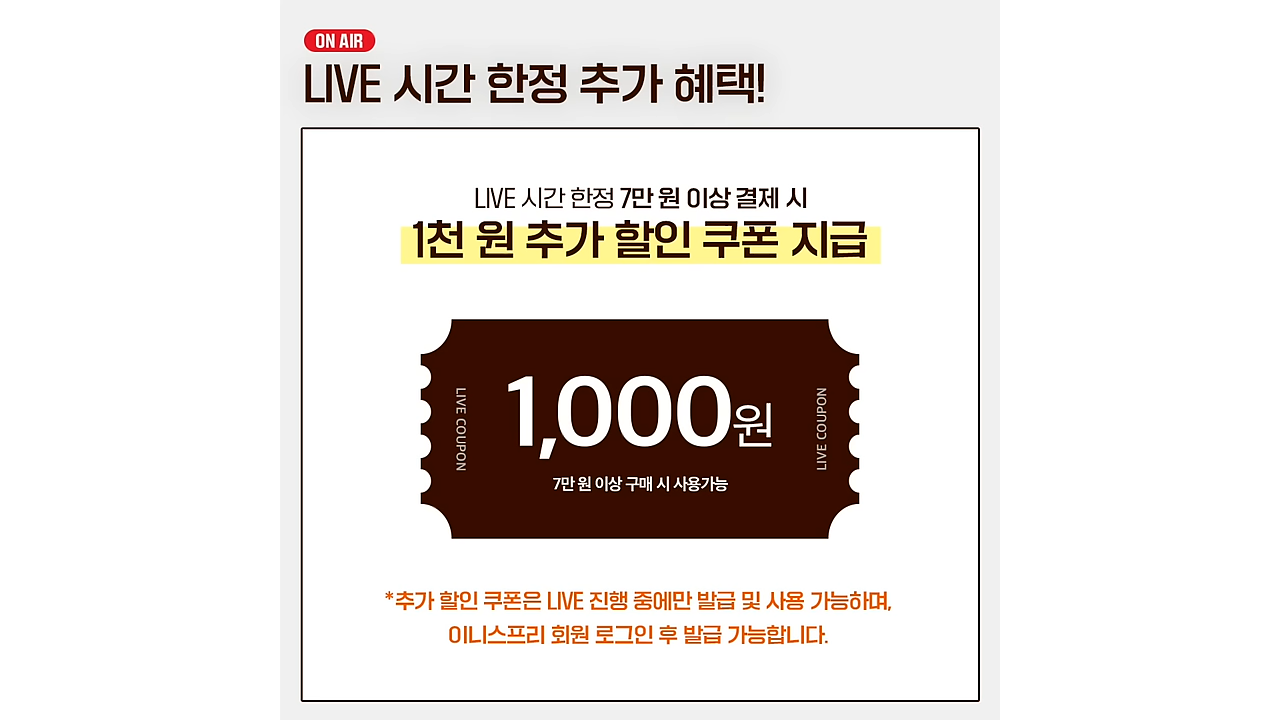 ON AIR
LIVE 시간 한정 추가 혜택!
LIVE 시간 한정 7만 원 이상 결제 시
1천 원 추가 할인 쿠폰 지급
LIVE COUPON
1,000원
7만 원 이상 구매 시 사용가능
LIVE COUPON
*추가 할인 쿠폰은 LIVE 진행 중에만 발급 및 사용 가능하며,
이니스프리 회원 로그인 후 발급 가능합니다.